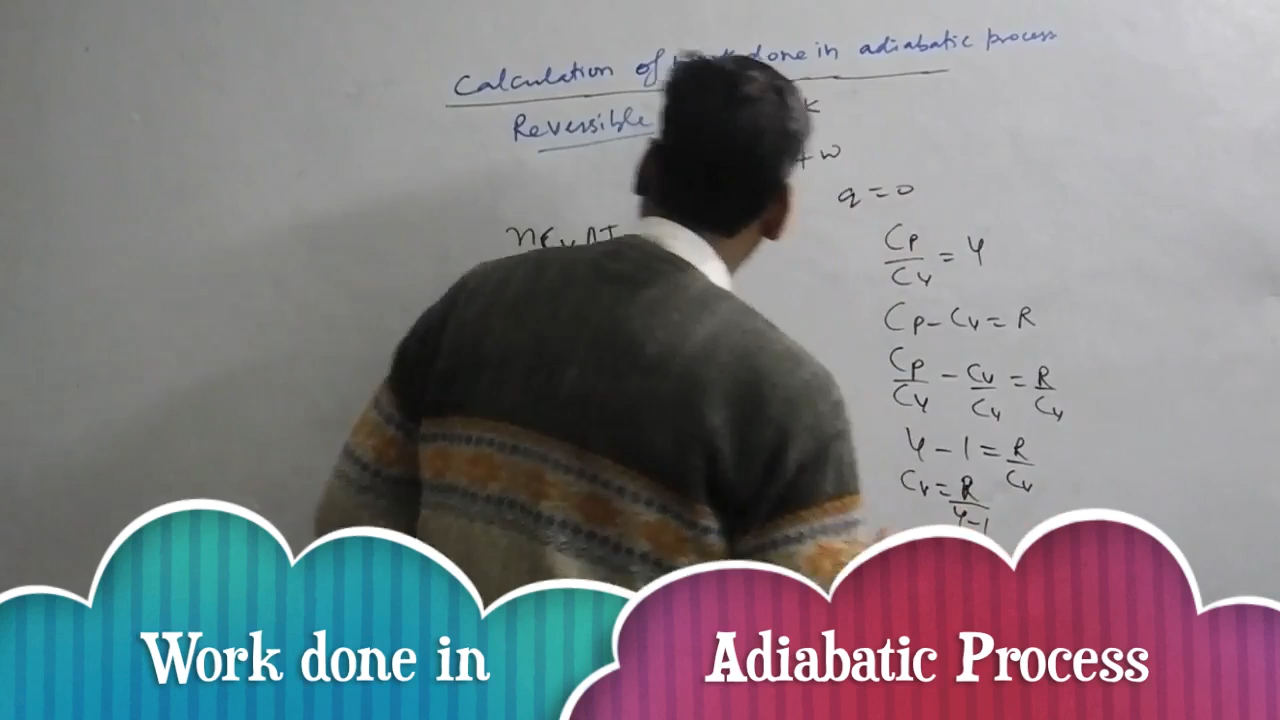 Calculation of done in adiabatic process
Reversible
+ w
q = 0
nCvΔT
Cp/Cv = γ
Cp - Cv = R
Cp/Cv - Cv/Cv = R/Cv
γ - 1 = R/Cv
Cv = R/γ-1
Work done in Adiabatic Process